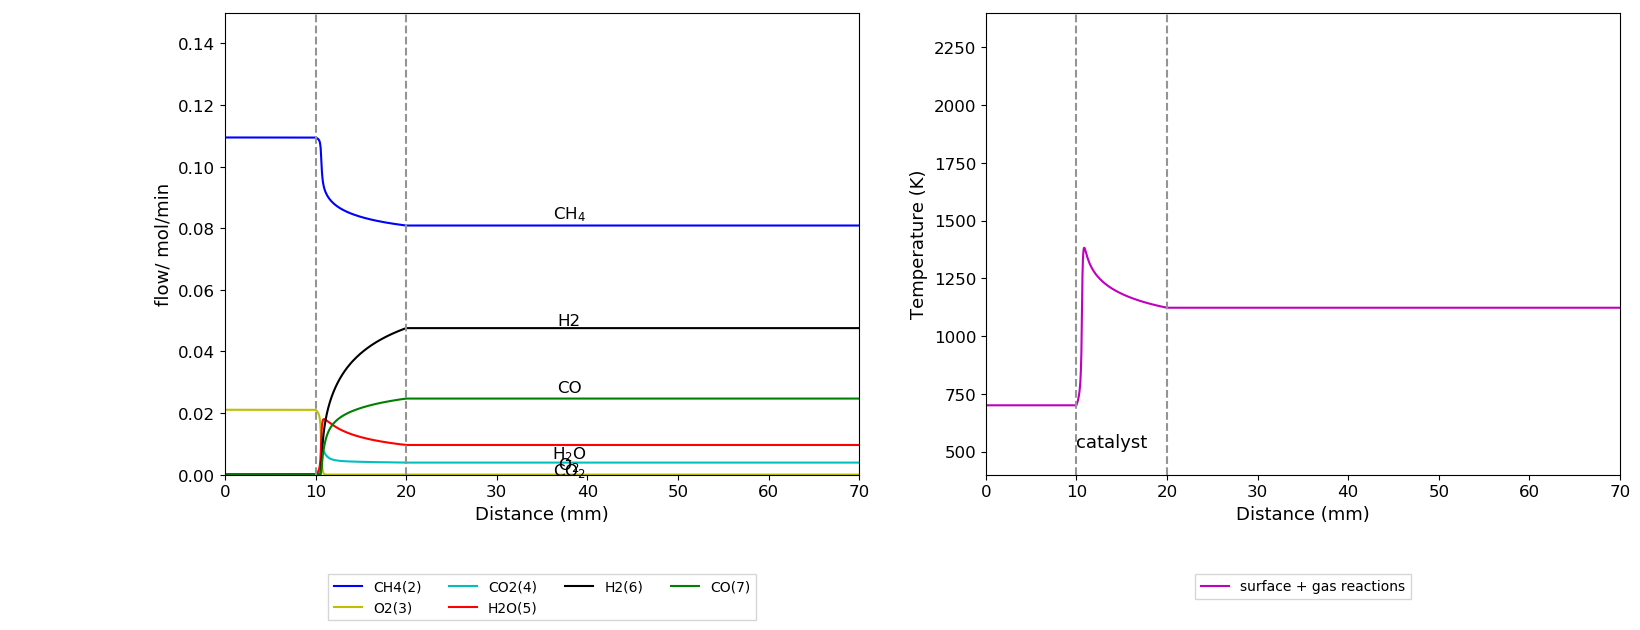 flow/ mol/min
0.14
0.12
0.10
0.08
0.06
0.04
0.02
0.00
CH4
H2
CO
H2O
O2
CO2
0 10 20 30 40 50 60 70
Distance (mm)
CH4(2) CO2(4) H2(6) CO(7)
O2(3) H2O(5)
Temperature (K)
2250
2000
1750
1500
1250
1000
750
500
catalyst
0 10 20 30 40 50 60 70
Distance (mm)
surface + gas reactions